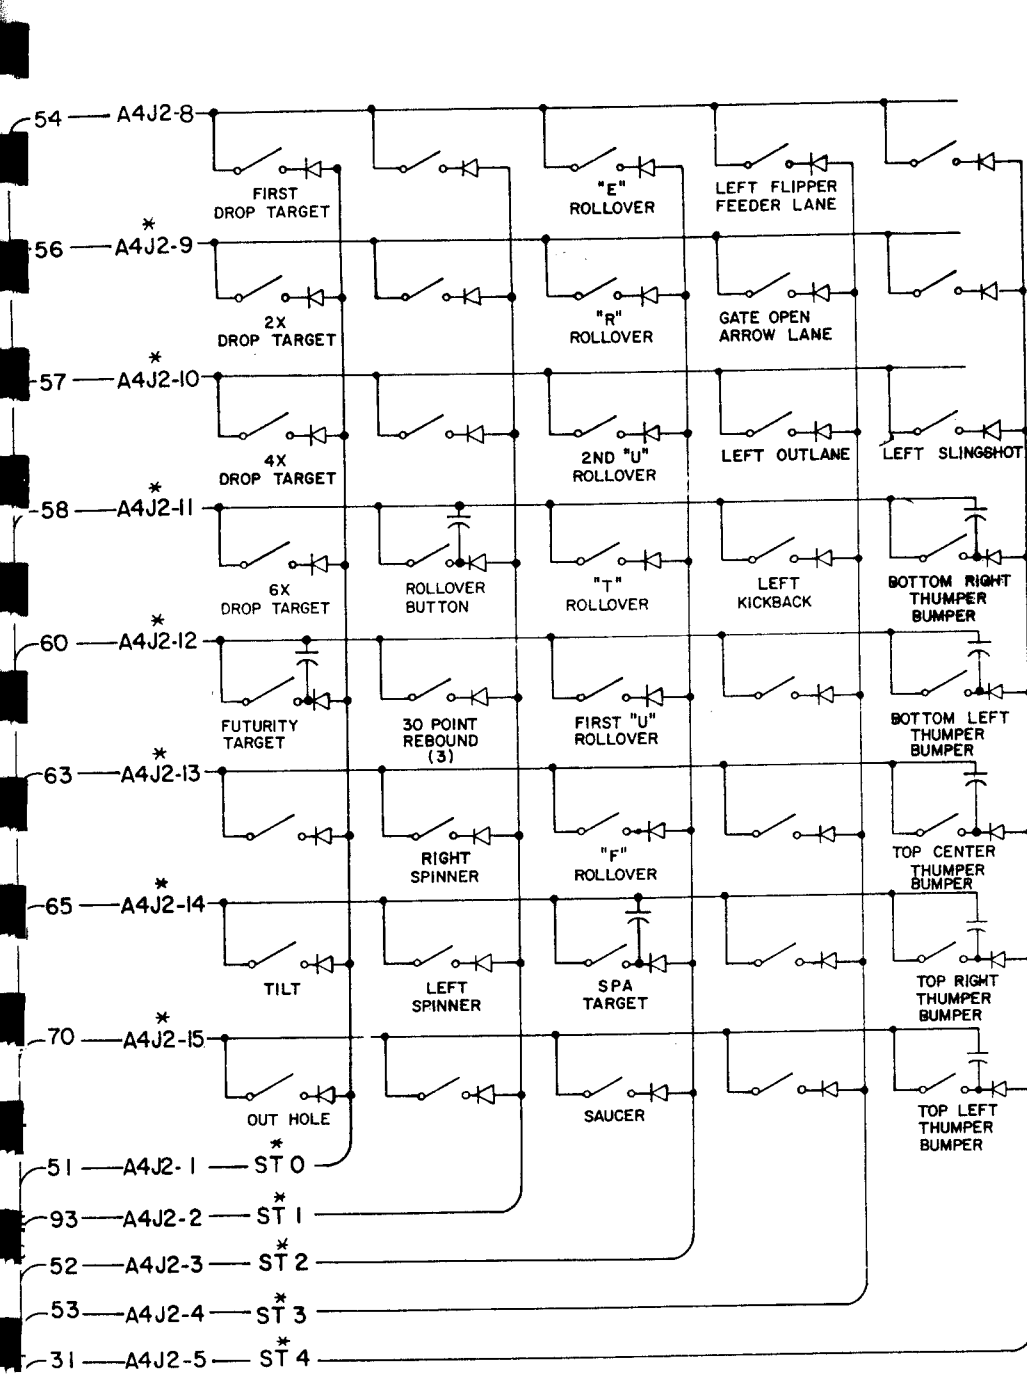 54 A4J2-8
FIRST
DROP TARGET
"E"
ROLLOVER
LEFT FLIPPER
FEEDER LANE
*
56 A4J2-9
2X
DROP TARGET
"R"
ROLLOVER
GATE OPEN
ARROW LANE
*
57 A4J2-10
4X
DROP TARGET
2ND "U"
ROLLOVER
LEFT OUTLANE
LEFT SLINGSHOT
*
58 A4J2-11
6X
DROP TARGET
ROLLOVER
BUTTON
"T"
ROLLOVER
LEFT
KICKBACK
BOTTOM RIGHT
THUMPER
BUMPER
*
60 A4J2-12
FUTURITY
TARGET
30 POINT
REBOUND
(3)
FIRST "U"
ROLLOVER
BOTTOM LEFT
THUMPER
BUMPER
*
63 A4J2-13
RIGHT
SPINNER
"F"
ROLLOVER
TOP CENTER
THUMPER
BUMPER
*
65 A4J2-14
TILT
LEFT
SPINNER
SPA
TARGET
TOP RIGHT
THUMPER
BUMPER
*
70 A4J2-15
OUT HOLE
SAUCER
TOP LEFT
THUMPER
BUMPER
*
51 A4J2-1 ST 0
*
93 A4J2-2 ST 1
*
52 A4J2-3 ST 2
*
53 A4J2-4 ST 3
*
31 A4J2-5 ST 4